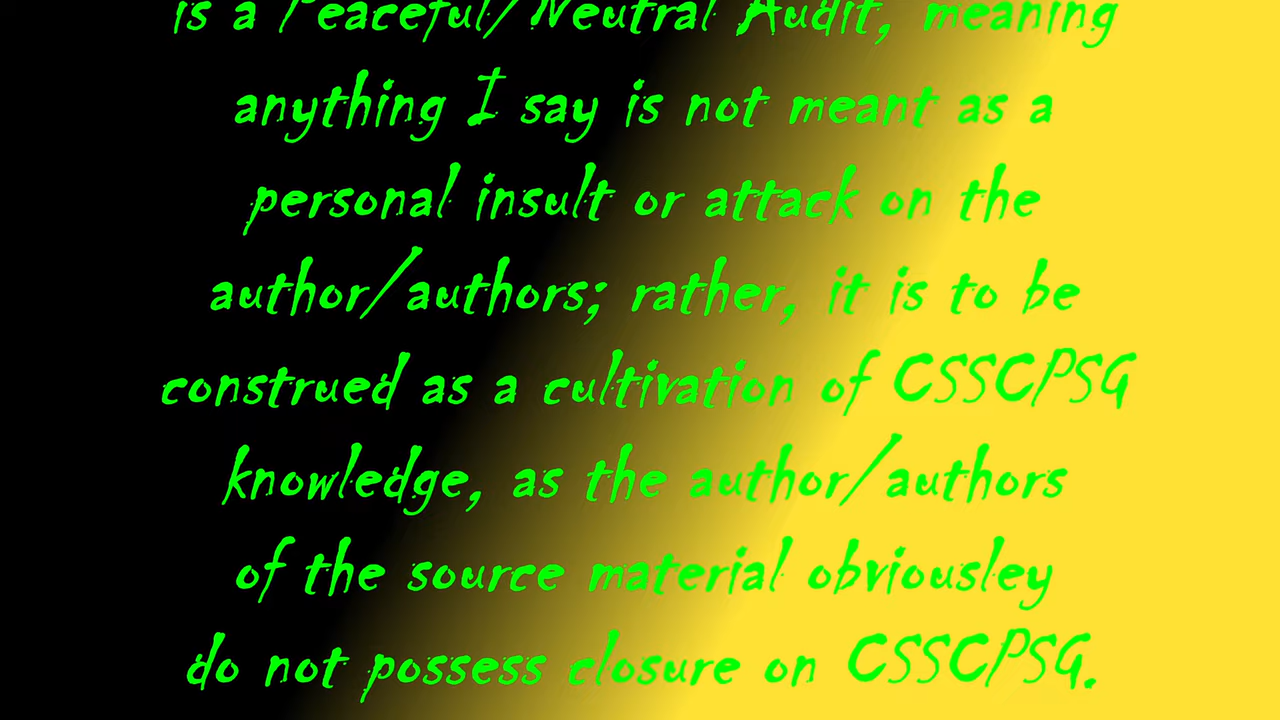 is a Peaceful/Neutral Audit, meaning
anything I say is not meant as a
personal insult or attack on the
author/authors; rather, it is to be
construed as a cultivation of CSSCPSG
knowledge, as the author/authors
of the source material obviousley
do not possess closure on CSSCPSG.